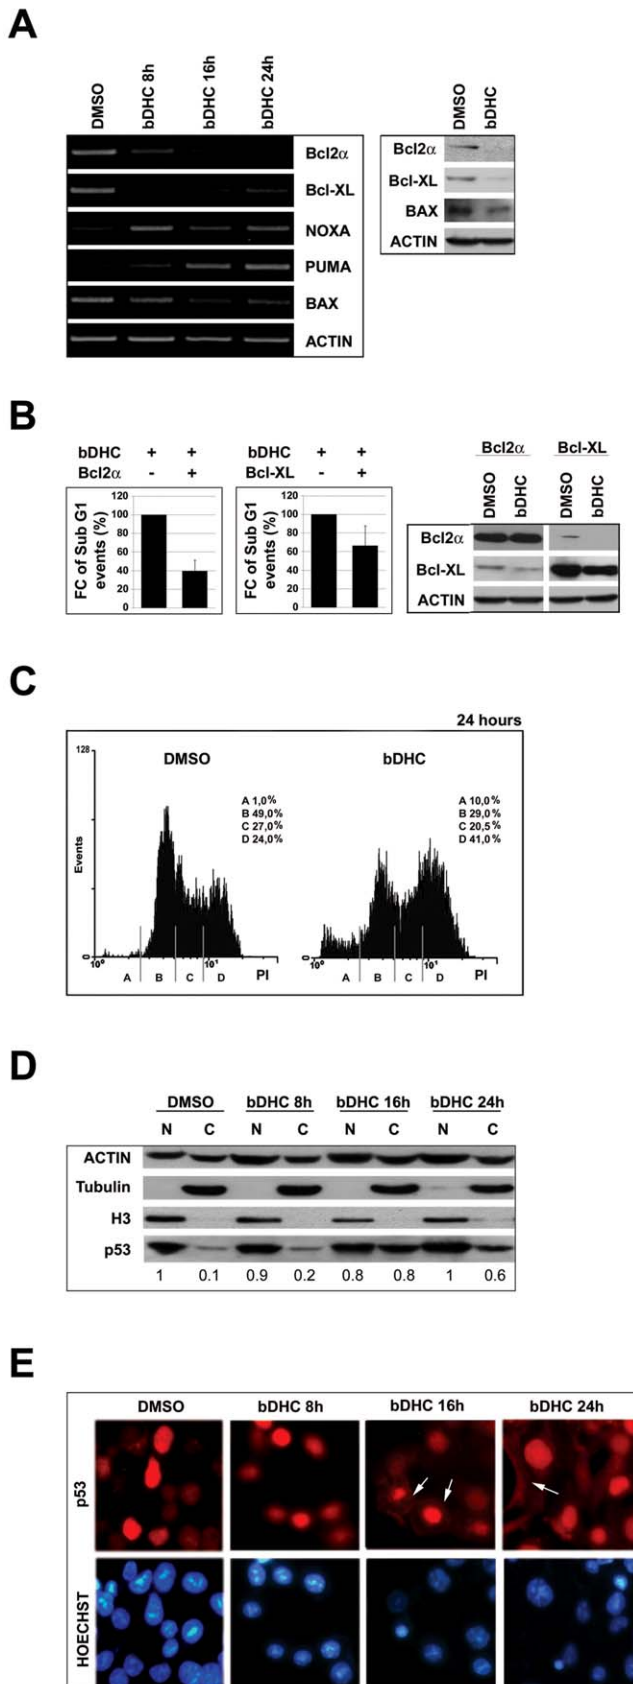 A
DMSO
bDHC 8h
bDHC 16h
bDHC 24h
Bcl2α
Bcl-XL
NOXA
PUMA
BAX
ACTIN
DMSO
bDHC
Bcl2α
Bcl-XL
BAX
ACTIN
B
bDHC + +
Bcl2α - +
FC of Sub G1 events (%)
120
100
80
60
40
20
0
bDHC + +
Bcl-XL - +
FC of Sub G1 events (%)
120
100
80
60
40
20
0
Bcl2α Bcl-XL
DMSO
bDHC
DMSO
bDHC
Bcl2α
Bcl-XL
ACTIN
C
24 hours
128
Events
0
DMSO
A 1,0%
B 49,0%
C 27,0%
D 24,0%
10⁰ 10¹ PI
A B C D
bDHC
A 10,0%
B 29,0%
C 20,5%
D 41,0%
0
10⁰ 10¹ PI
A B C D
D
DMSO bDHC 8h bDHC 16h bDHC 24h
N C N C N C N C
ACTIN
Tubulin
H3
p53
1 0.1 0.9 0.2 0.8 0.8 1 0.6
E
DMSO bDHC 8h bDHC 16h bDHC 24h
p53
HOECHST